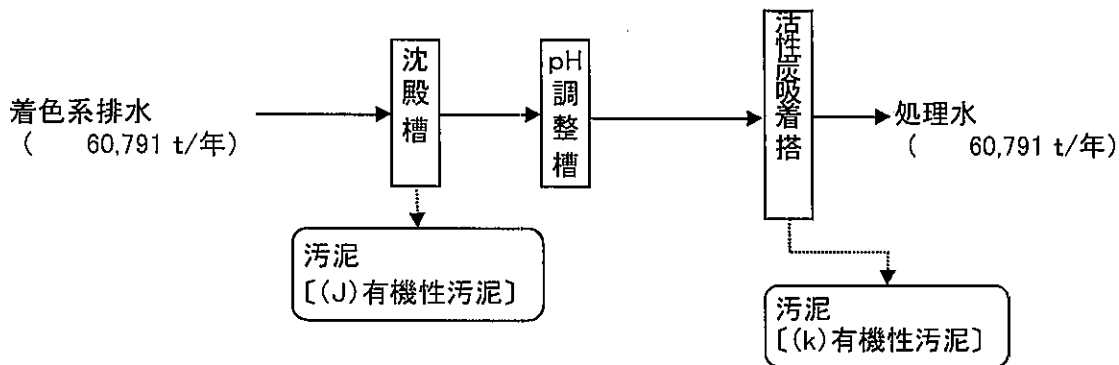 着色系排水
(　60,791 t/年)
沈殿槽
pH調整槽
活性炭吸着搭
処理水
(　60,791 t/年)
汚泥
〔(J)有機性汚泥〕
汚泥
〔(k)有機性汚泥〕